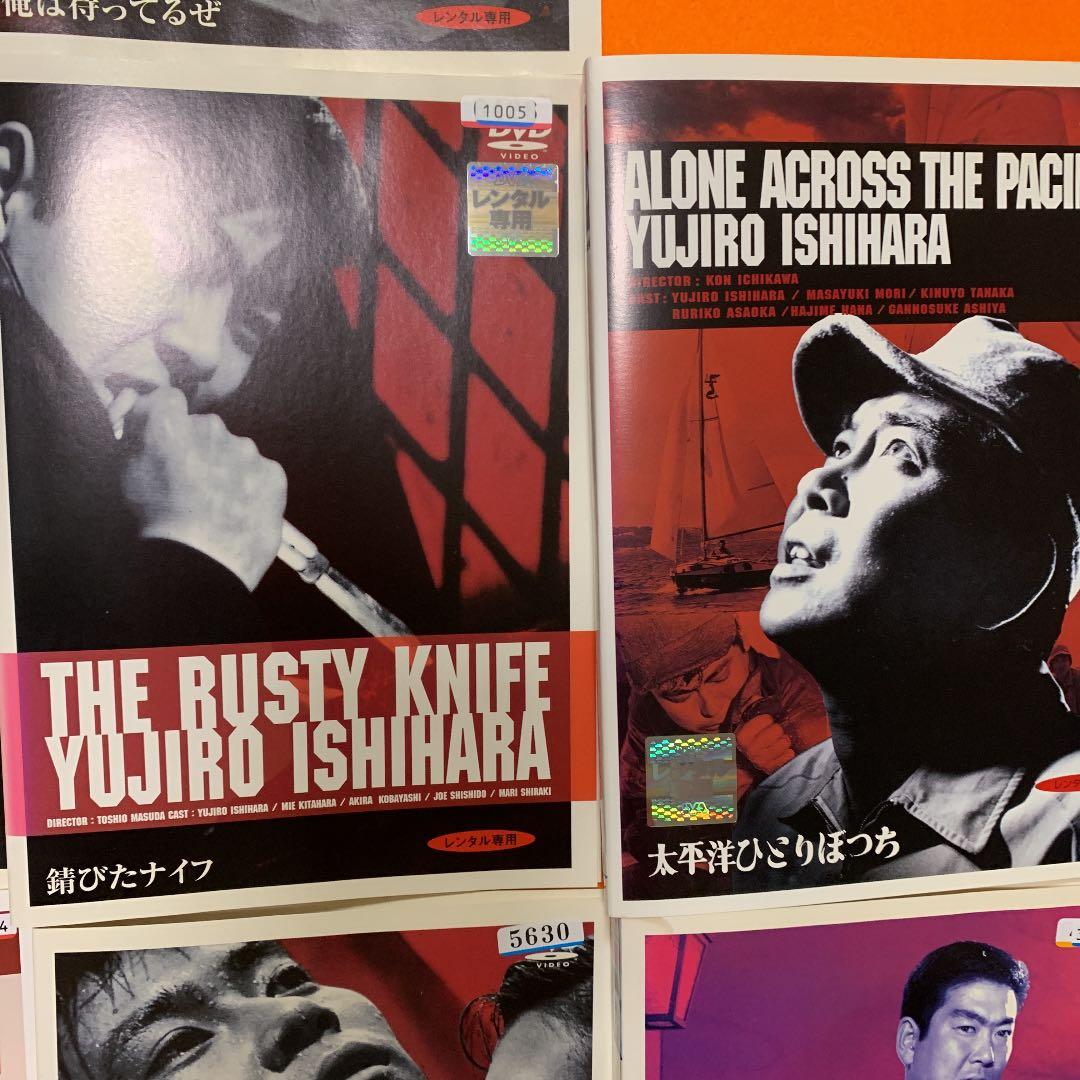 俺は待ってるぜ
レンタル専用
1005
DVD
VIDEO
レンタル
専用
THE RUSTY KNIFE
YUJIRO ISHIHARA
DIRECTOR : TOSHIO MASUDA CAST : YUJIRO ISHIHARA / MIE KITAHARA / AKIRA KOBAYASHI / JOE SHISHIDO / MARI SHIRAKI
レンタル専用
錆びたナイフ
ALONE ACROSS THE PACI
YUJIRO ISHIHARA
DIRECTOR : KON ICHIKAWA
CAST : YUJIRO ISHIHARA / MASAYUKI MORI / KINUYO TANAKA
RURIKO ASAOKA / HAJIME HANA / GANNOSUKE ASHIYA
レンタ
太平洋ひとりぼっち
4
5630
VIDEO